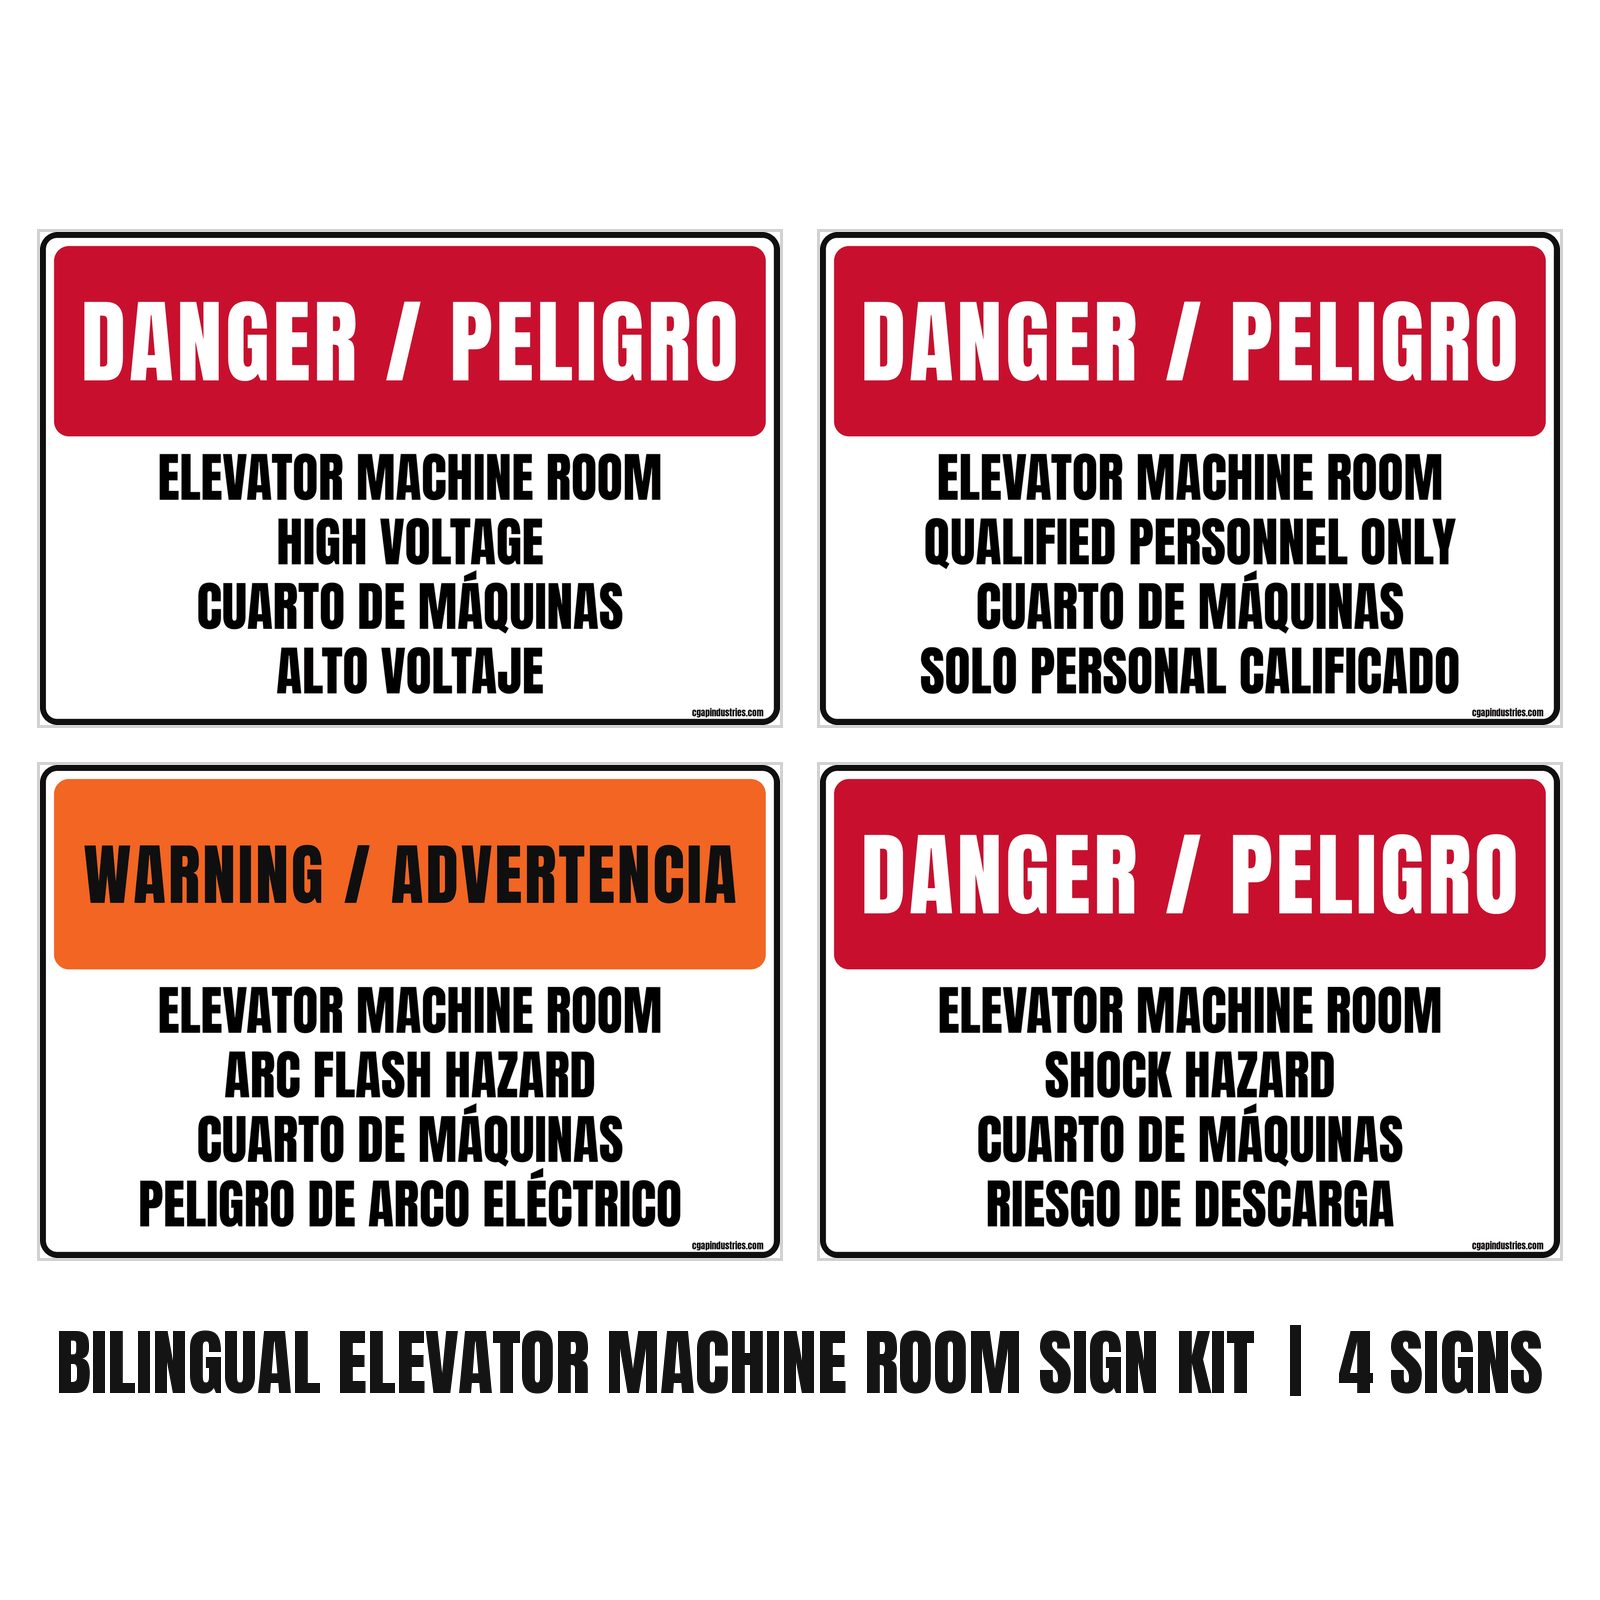 DANGER / PELIGRO
ELEVATOR MACHINE ROOM
HIGH VOLTAGE
CUARTO DE MÁQUINAS
ALTO VOLTAJE
cgapindustries.com
DANGER / PELIGRO
ELEVATOR MACHINE ROOM
QUALIFIED PERSONNEL ONLY
CUARTO DE MÁQUINAS
SOLO PERSONAL CALIFICADO
cgapindustries.com
WARNING / ADVERTENCIA
ELEVATOR MACHINE ROOM
ARC FLASH HAZARD
CUARTO DE MÁQUINAS
PELIGRO DE ARCO ELÉCTRICO
cgapindustries.com
DANGER / PELIGRO
ELEVATOR MACHINE ROOM
SHOCK HAZARD
CUARTO DE MÁQUINAS
RIESGO DE DESCARGA
cgapindustries.com
BILINGUAL ELEVATOR MACHINE ROOM SIGN KIT | 4 SIGNS